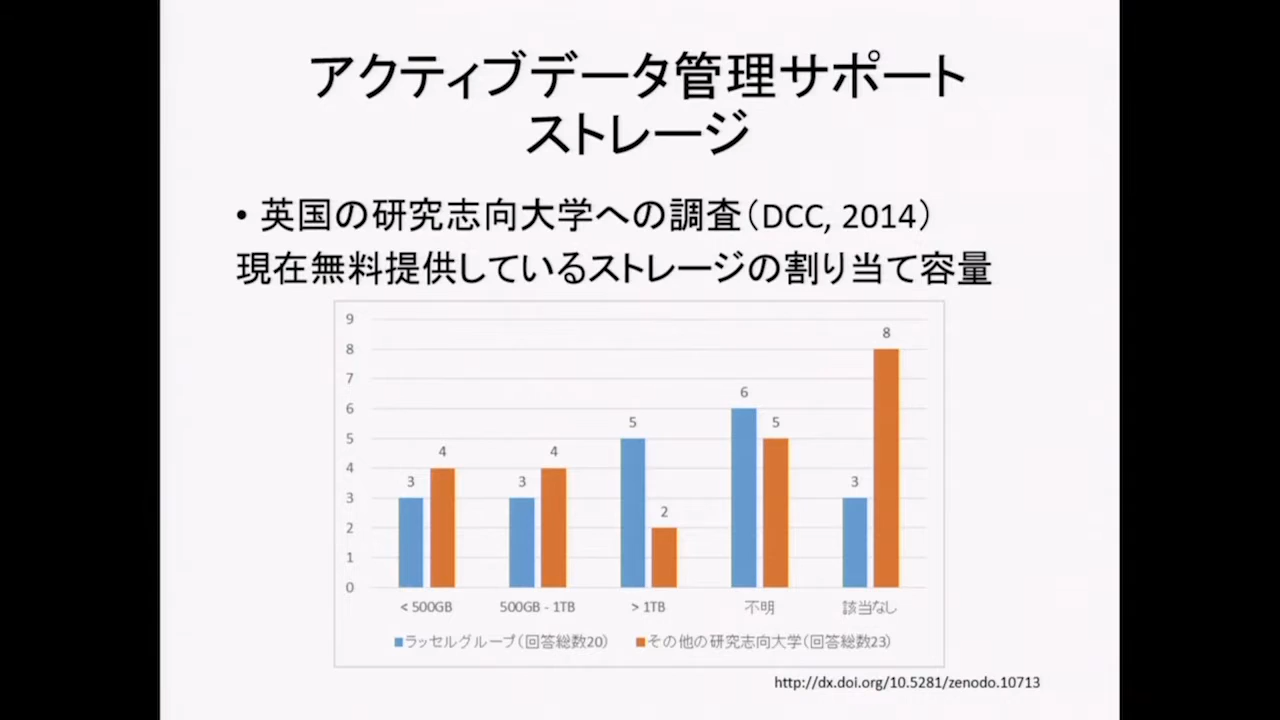 アクティブデータ管理サポート
ストレージ
• 英国の研究志向大学への調査（DCC, 2014）
現在無料提供しているストレージの割り当て容量
9
8
7
6
5
4
3
2
1
0
3 4
3 4
5 2
6 5
3 8
< 500GB 500GB - 1TB > 1TB 不明 該当なし
ラッセルグループ（回答総数20） その他の研究志向大学（回答総数23）
http://dx.doi.org/10.5281/zenodo.10713